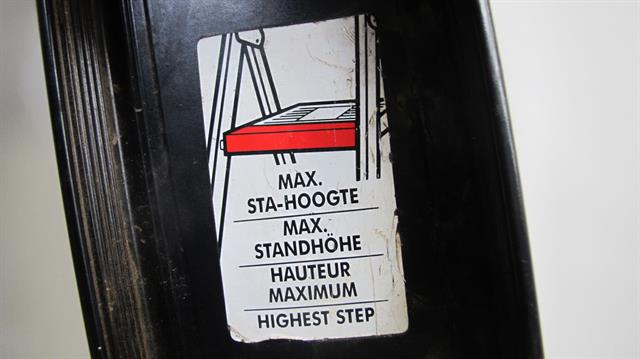 MAX.
STA-HOOGTE
MAX.
STANDHÖHE
HAUTEUR
MAXIMUM
HIGHEST STEP